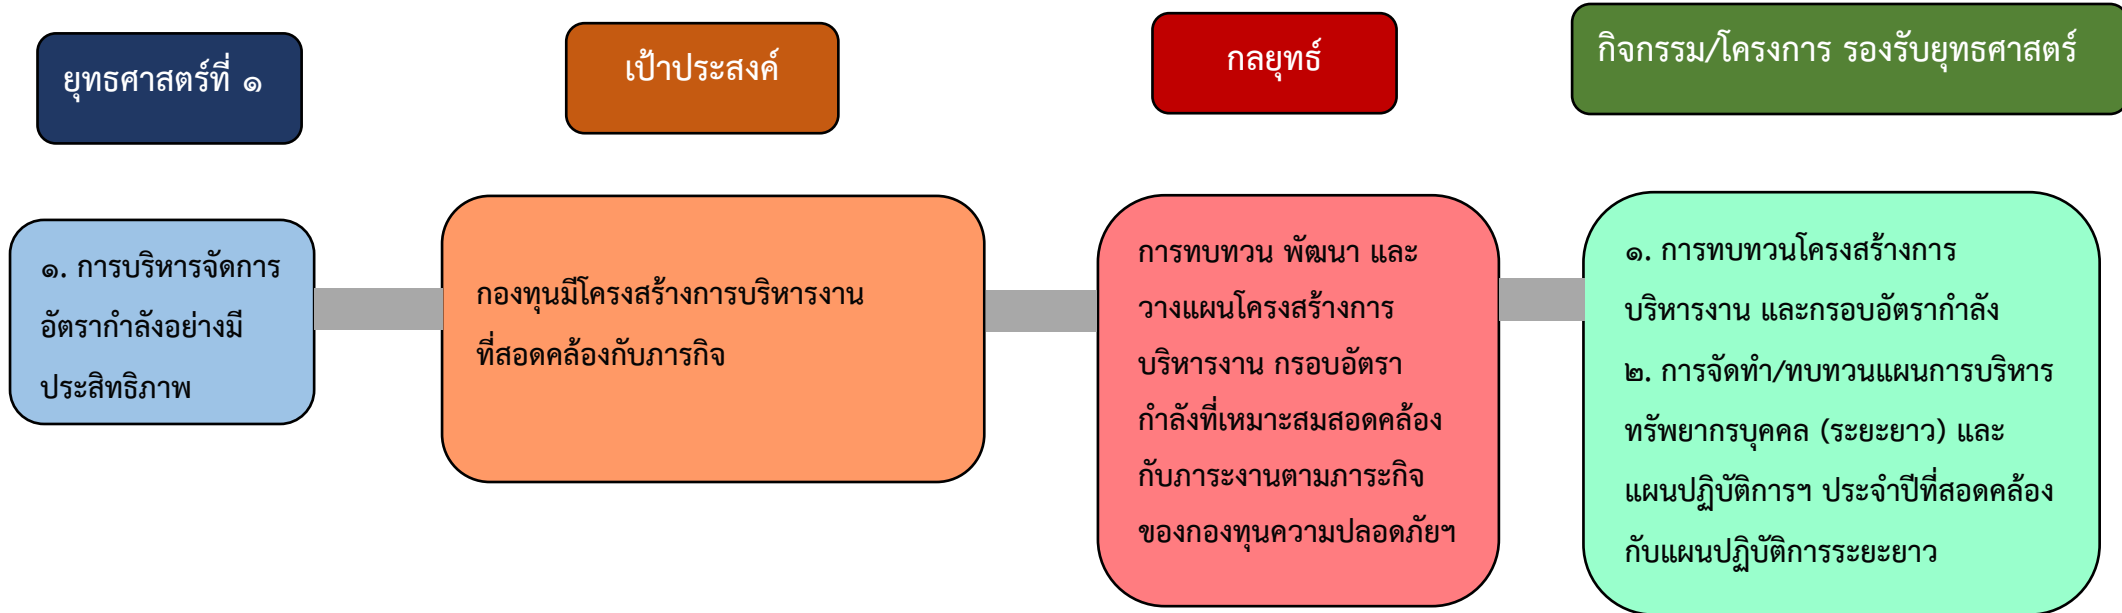 ยุทธศาสตร์ที่ ๑
เป้าประสงค์
กลยุทธ์
กิจกรรม/โครงการ รองรับยุทธศาสตร์
๑. การบริหารจัดการ
อัตรากำลังอย่างมี
ประสิทธิภาพ
กองทุนมีโครงสร้างการบริหารงาน
ที่สอดคล้องกับภารกิจ
การทบทวน พัฒนา และ
วางแผนโครงสร้างการ
บริหารงาน กรอบอัตรา
กำลังที่เหมาะสมสอดคล้อง
กับภาระงานตามภาระกิจ
ของกองทุนความปลอดภัยฯ
๑. การทบทวนโครงสร้างการ
บริหารงาน และกรอบอัตรากำลัง
๒. การจัดทำ/ทบทวนแผนการบริหาร
ทรัพยากรบุคคล (ระยะยาว) และ
แผนปฏิบัติการฯ ประจำปีที่สอดคล้อง
กับแผนปฏิบัติการระยะยาว